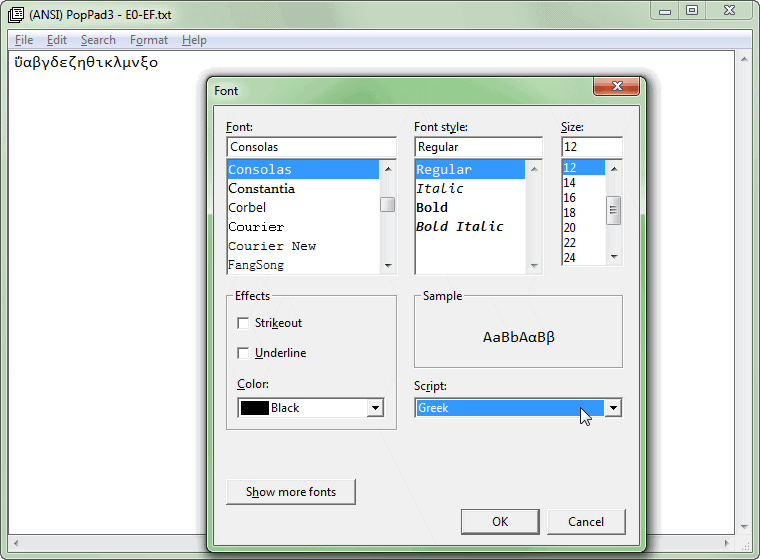 (ANSI) PopPad3 - E0-EF.txt
File Edit Search Format Help
ΰαβγδεζηθικλμνξο
Font
Font:
Consolas
Consolas
Constantia
Corbel
Courier
Courier New
FangSong
Font style:
Regular
Regular
Italic
Bold
Bold Italic
Size:
12
12
14
16
18
20
22
24
Effects
Strikeout
Underline
Color:
Black
Sample
AaBbΑαΒβ
Script:
Greek
Show more fonts
OK
Cancel